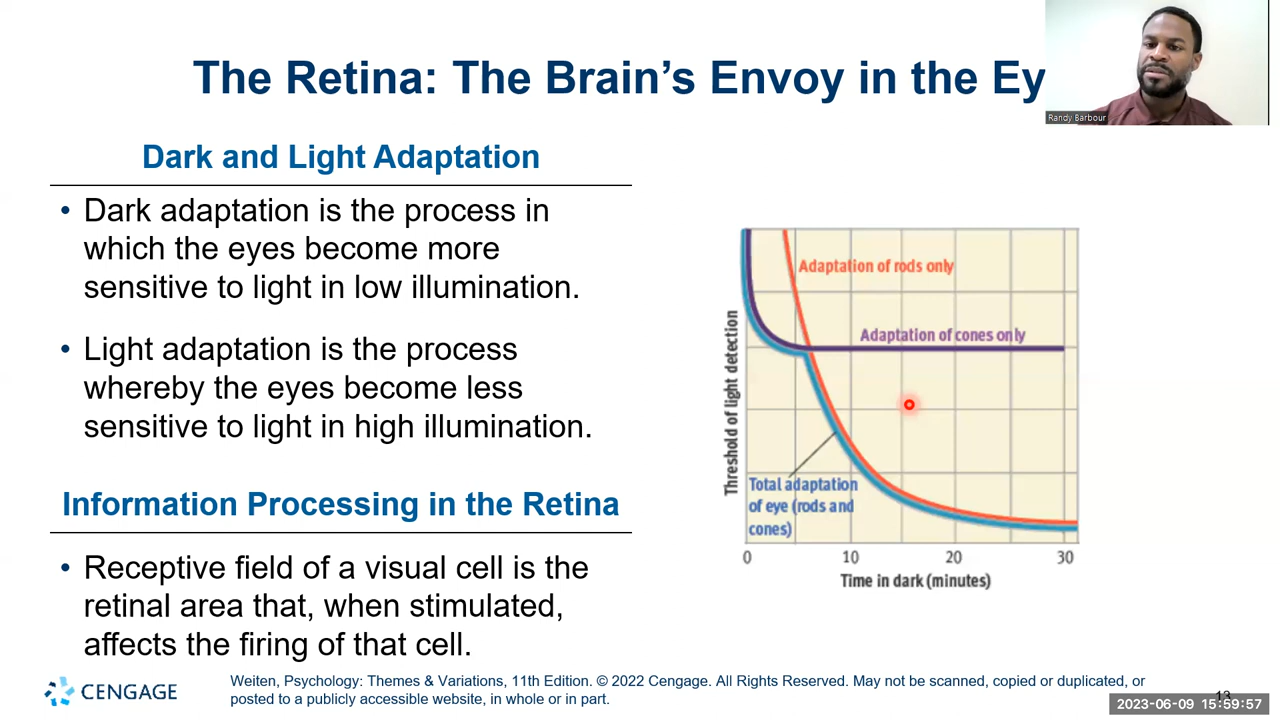 The Retina: The Brain's Envoy in the Ey
Randy Barbour
Dark and Light Adaptation
• Dark adaptation is the process in
which the eyes become more
sensitive to light in low illumination.
• Light adaptation is the process
whereby the eyes become less
sensitive to light in high illumination.
Information Processing in the Retina
• Receptive field of a visual cell is the
retinal area that, when stimulated,
affects the firing of that cell.
Adaptation of rods only
Adaptation of cones only
Threshold of light detection
Total adaptation
of eye (rods and
cones)
0 10 20 30
Time in dark (minutes)
CENGAGE
Weiten, Psychology: Themes & Variations, 11th Edition. © 2022 Cengage. All Rights Reserved. May not be scanned, copied or duplicated, or
posted to a publicly accessible website, in whole or in part.
13
2023-06-09 15:59:57